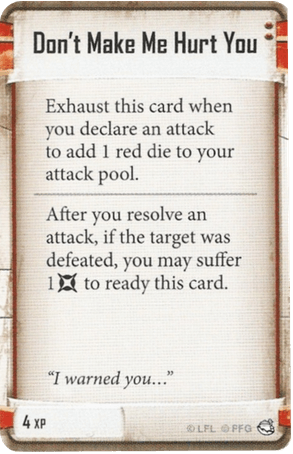 Don't Make Me Hurt You
Exhaust this card when
you declare an attack
to add 1 red die to your
attack pool.
After you resolve an
attack, if the target was
defeated, you may suffer
1 to ready this card.
"I warned you…"
4 XP
© LFL © FFG